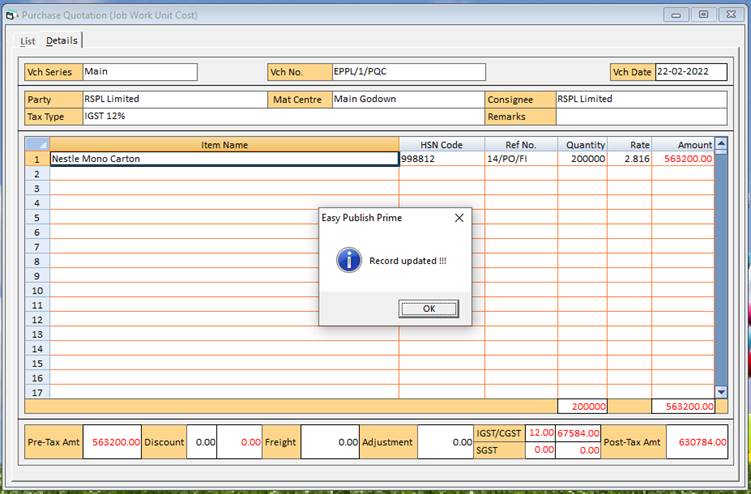 Purchase Quotation (Job Work Unit Cost)
List Details
Vch Series Main Vch No. EPPL/1/PQC Vch Date 22-02-2022
Party RSPL Limited Mat Centre Main Godown Consignee RSPL Limited
Tax Type IGST 12% Remarks
Item Name HSN Code Ref No. Quantity Rate Amount
1 Nestle Mono Carton 998812 14/PO/FI 200000 2.816 563200.00
2
3
4
5
6
7
8
9
10
11
12
13
14
15
16
17
Easy Publish Prime
Record updated !!!
OK
200000 563200.00
Pre-Tax Amt 563200.00 Discount 0.00 0.00 Freight 0.00 Adjustment 0.00 IGST/CGST 12.00 67584.00 Post-Tax Amt 630784.00
SGST 0.00 0.00